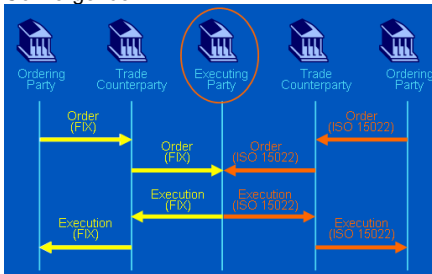 Ordering
Party
Trade
Counterparty
Executing
Party
Trade
Counterparty
Ordering
Party
Order
(FIX)
Order
(ISO 15022)
Order
(FIX)
Order
(ISO 15022)
Execution
(FIX)
Execution
(ISO 15022)
Execution
(FIX)
Execution
(ISO 15022)